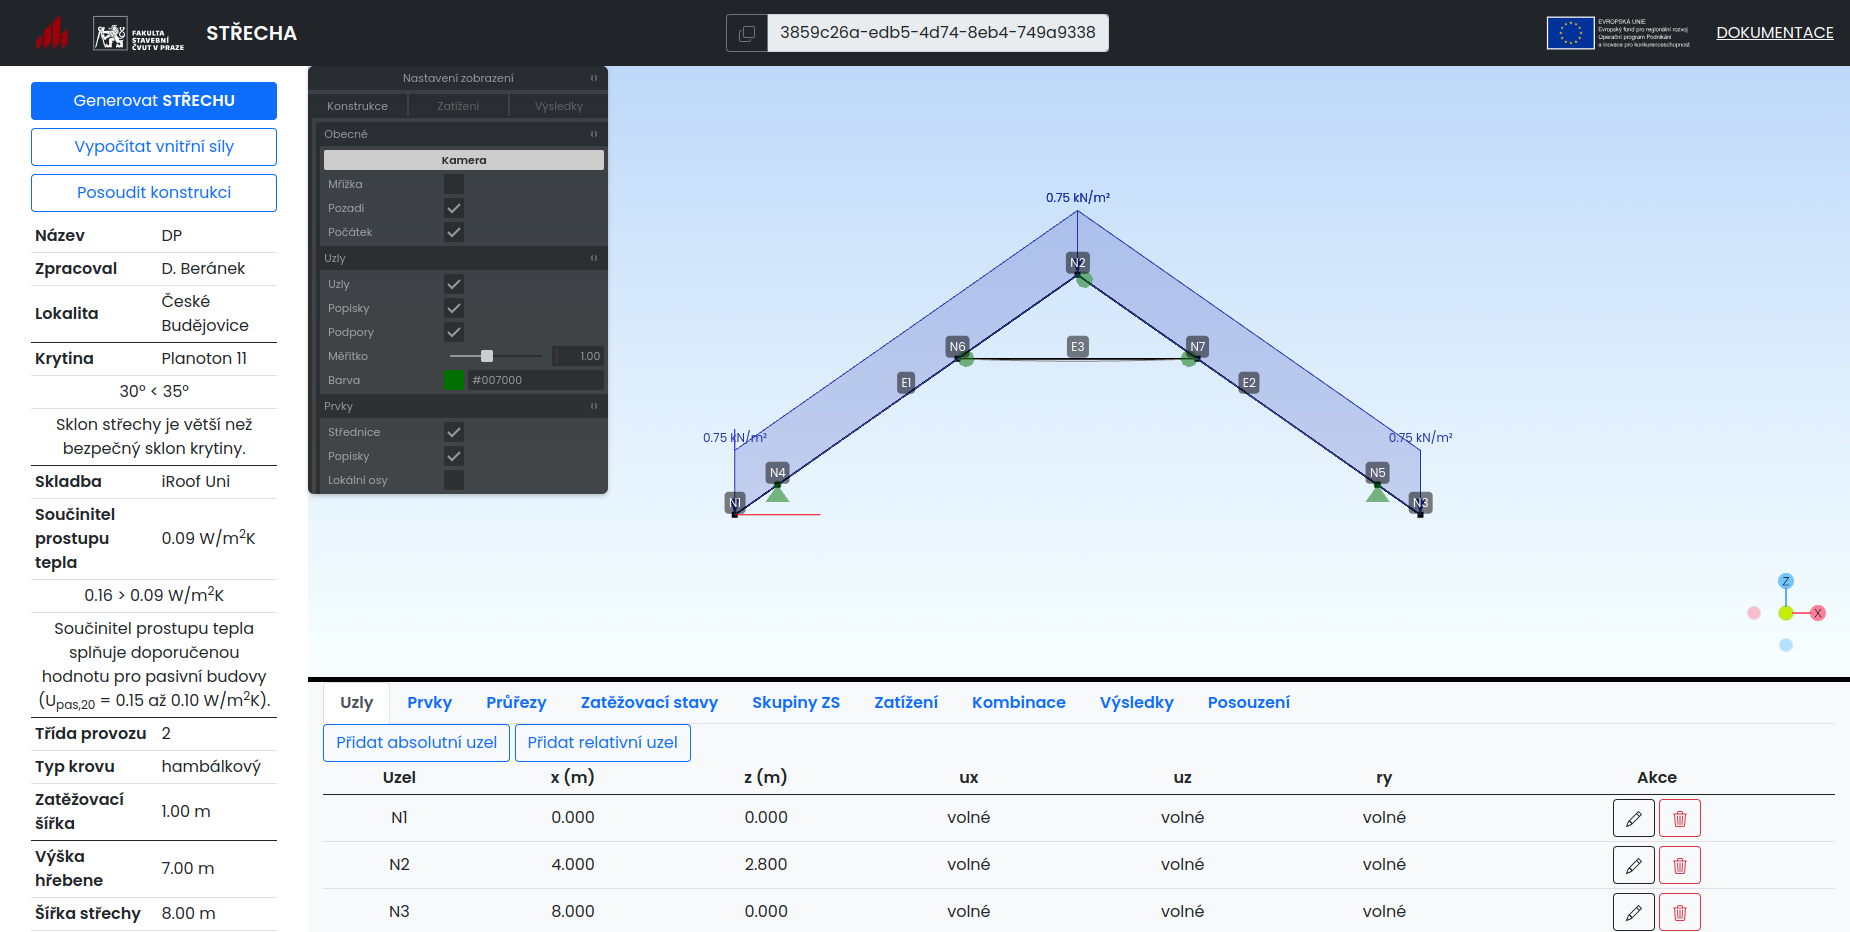 FAKULTA
STAVEBNÍ
ČVUT V PRAZE
STŘECHA
3859c26a-edb5-4d74-8eb4-749a9338
EVROPSKÁ UNIE
Evropský fond pro regionální rozvoj
Operační program Podnikání
a inovace pro konkurenceschopnost
DOKUMENTACE
Generovat STŘECHU
Vypočítat vnitřní síly
Posoudit konstrukci
Název DP
Zpracoval D. Beránek
Lokalita České
Budějovice
Krytina Planoton 11
30° < 35°
Sklon střechy je větší než
bezpečný sklon krytiny.
Skladba iRoof Uni
Součinitel
prostupu 0.09 W/m²K
tepla
0.16 > 0.09 W/m²K
Součinitel prostupu tepla
splňuje doporučenou
hodnotu pro pasivní budovy
(Upas,20 = 0.15 až 0.10 W/m²K).
Třída provozu 2
Typ krovu hambálkový
Zatěžovací
šířka 1.00 m
Výška
hřebene 7.00 m
Šířka střechy 8.00 m
Nastavení zobrazení
Konstrukce Zatížení Výsledky
Obecné
Kamera
Mřížka
Pozadí
Počátek
Uzly
Uzly
Popisky
Podpory
Měřítko 1.00
Barva #007000
Prvky
Střednice
Popisky
Lokální osy
0.75 kN/m²
N2
N6 E3 N7
E1 E2
0.75 kN/m² 0.75 kN/m²
N4 N5
N1 N3
Z
X
Uzly Prvky Průřezy Zatěžovací stavy Skupiny ZS Zatížení Kombinace Výsledky Posouzení
Přidat absolutní uzel Přidat relativní uzel
Uzel x (m) z (m) ux uz ry Akce
N1 0.000 0.000 volné volné volné
N2 4.000 2.800 volné volné volné
N3 8.000 0.000 volné volné volné